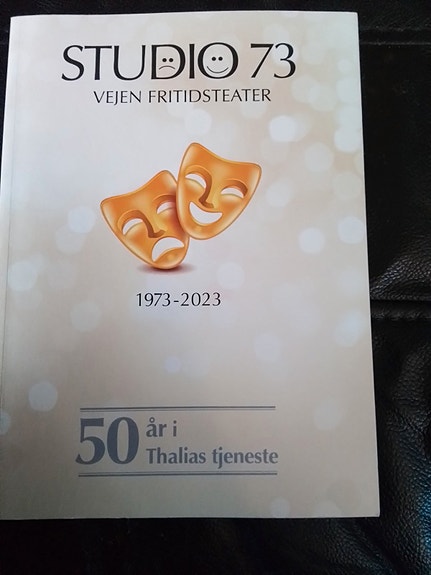 STUDIO 73
VEJEN FRITIDSTEATER
1973-2023
50 år i
Thalias tjeneste